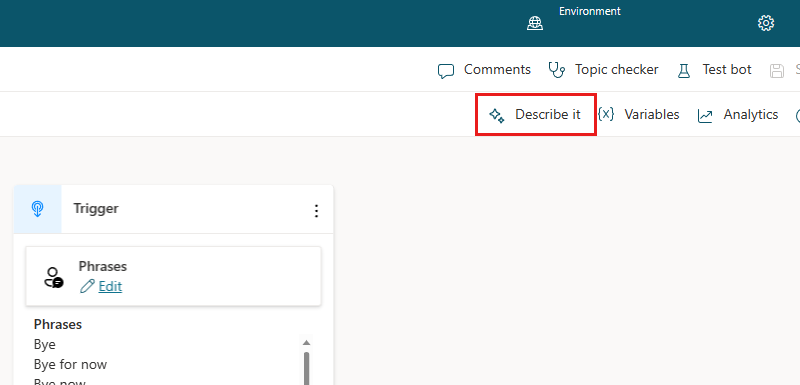 Environment
Comments Topic checker Test bot
Describe it {x} Variables Analytics
Trigger
Phrases
Edit
Phrases
Bye
Bye for now
Bye now